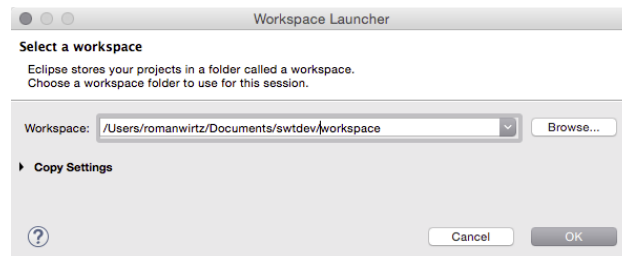 Workspace Launcher
Select a workspace
Eclipse stores your projects in a folder called a workspace.
Choose a workspace folder to use for this session.
Workspace: /Users/romanwirtz/Documents/swtdev/workspace Browse...
Copy Settings
? Cancel OK